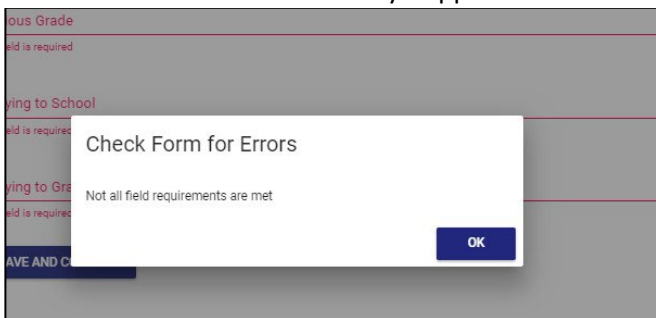 ous Grade
eld is required
ying to School
eld is required
Check Form for Errors
ying to Gra
Not all field requirements are met
eld is required
OK
AVE AND C